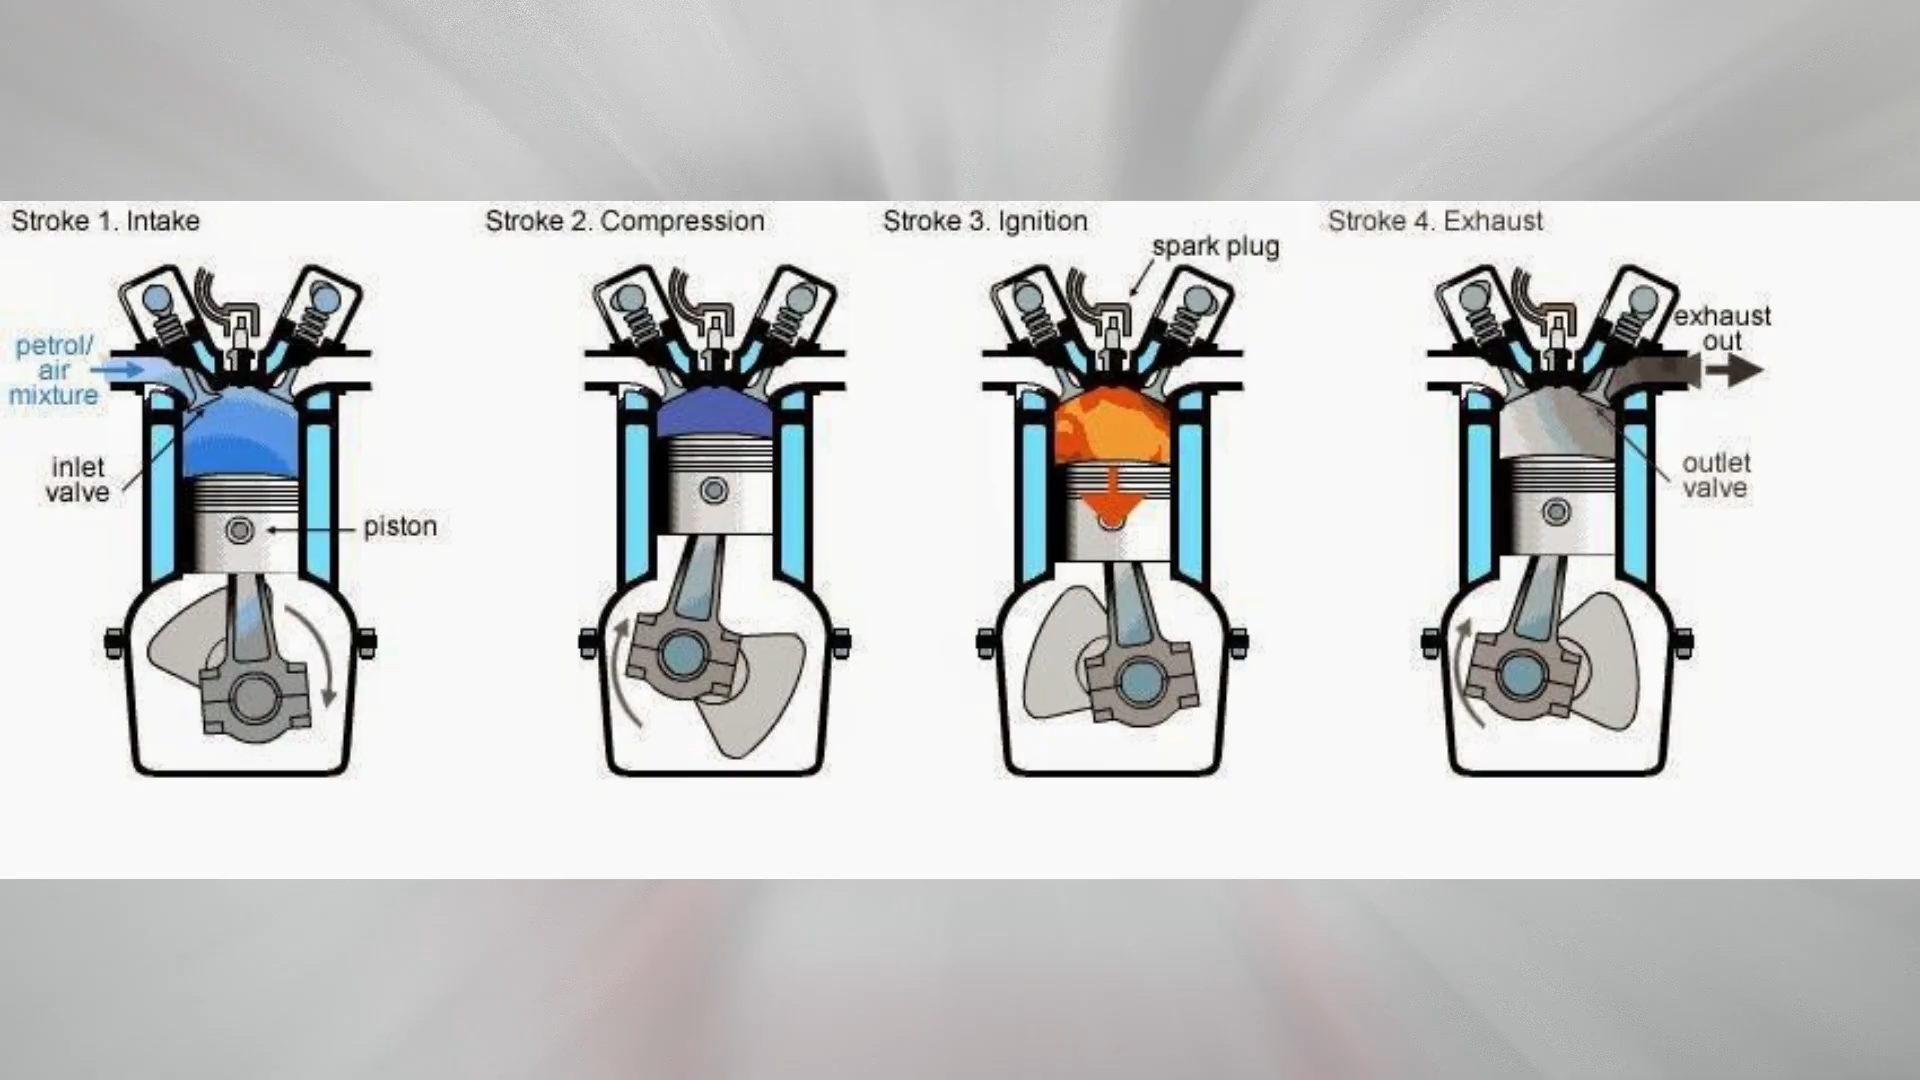 Stroke 1. Intake
petrol/
air
mixture
inlet
valve
piston
Stroke 2. Compression
Stroke 3. Ignition
spark plug
Stroke 4. Exhaust
exhaust
out
outlet
valve